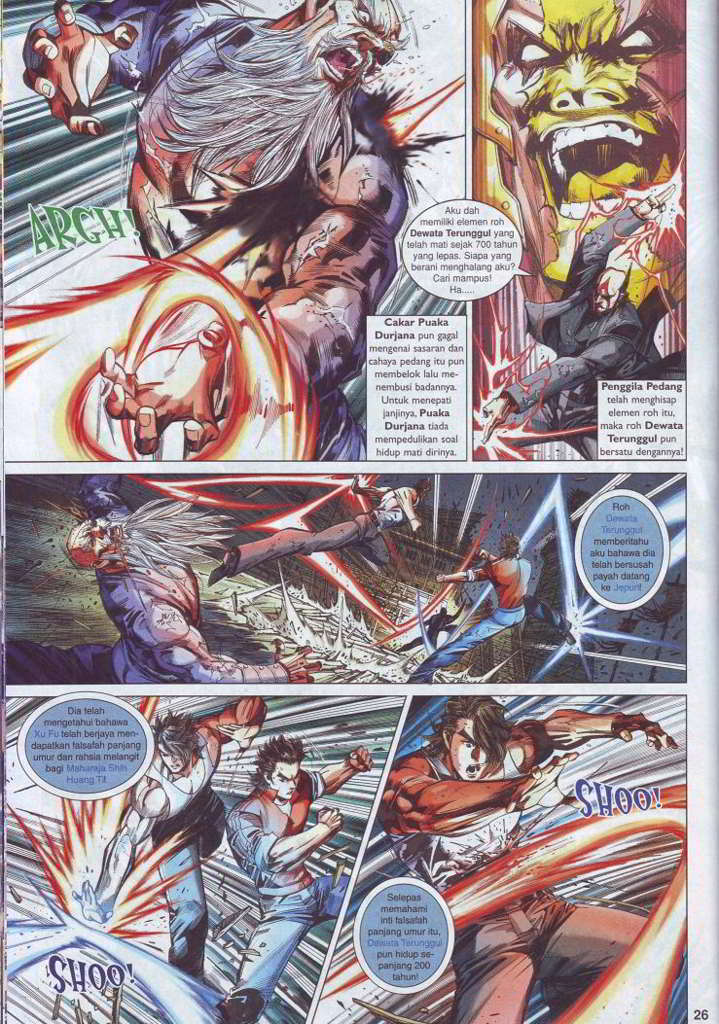 ARGH!
Aku dah
memiliki elemen roh
Dewata Terunggul yang
telah mati sejak 700 tahun
yang lepas. Siapa yang
berani menghalang aku?
Cari mampus!
Ha.....
Cakar Puaka
Durjana pun gagal
mengenai sasaran dan
cahaya pedang itu pun
membelok lalu me-
nembusi badannya.
Untuk menepati
janjinya, Puaka
Durjana tiada
mempedulikan soal
hidup mati dirinya.
Penggila Pedang
telah menghisap
elemen roh itu,
maka roh Dewata
Terunggul pun
bersatu dengannya!
Roh
Dewata
Terunggul
memberitahu
aku bahawa dia
telah bersusah
payah datang
ke Jepun!
Dia telah
mengetahui bahawa
Xu Fu telah berjaya men-
dapatkan falsafah panjang
umur dan rahsia melangit
bagi Maharaja Shih
Huang Ti!
SHOO!
SHOO!
Selepas
memahami
inti falsafah
panjang umur itu,
Dewata Terunggul
pun hidup se-
panjang 200
tahun!
26